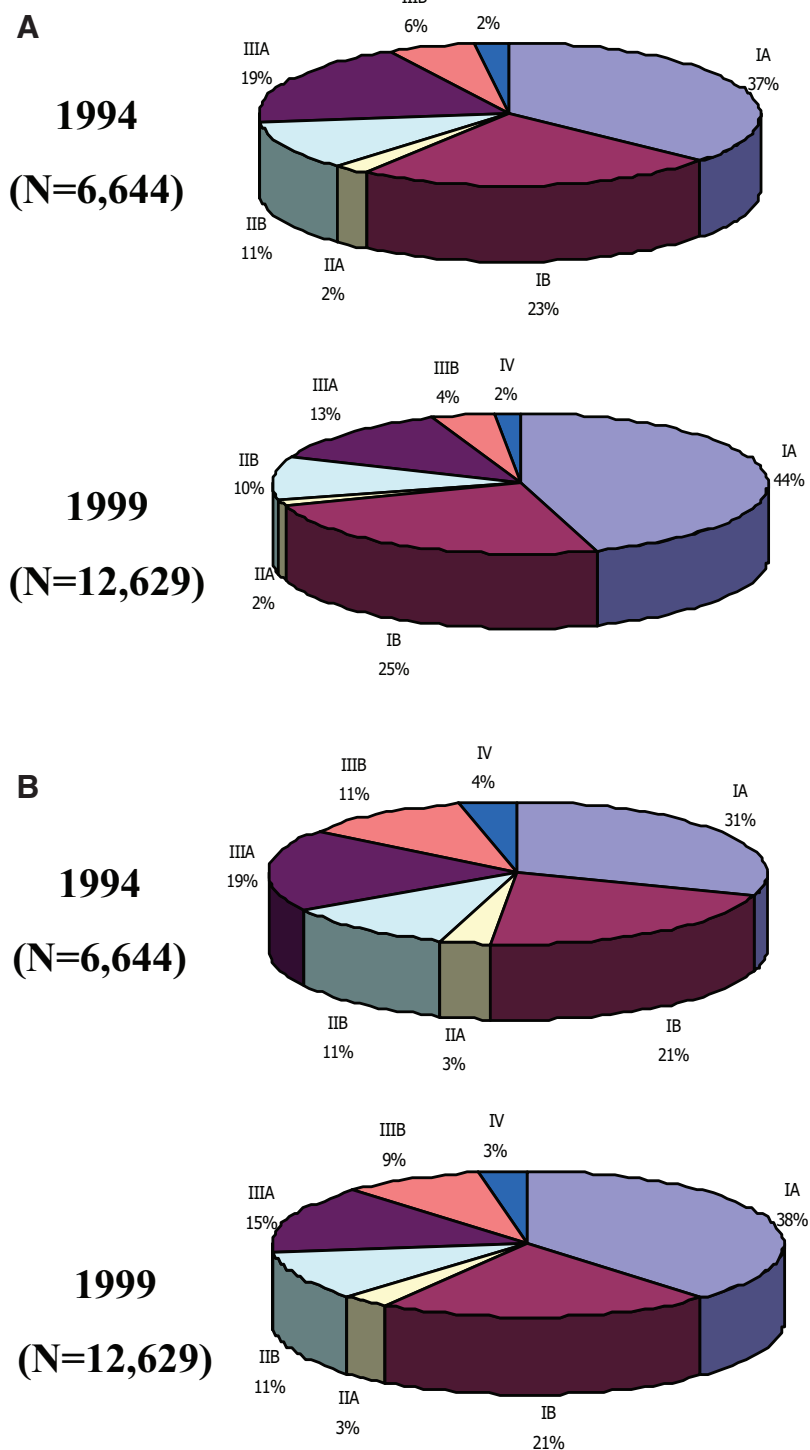 A
6%
2%
IIIA
19%
IA
37%
1994
(N=6,644)
IIB
11%
IIA
2%
IB
23%
IIIA
13%
IIIB
4%
IV
2%
IIB
10%
IA
44%
1999
(N=12,629)
IIA
2%
IB
25%
B
IIIB
11%
IV
4%
IA
31%
IIIA
19%
1994
(N=6,644)
IIB
11%
IIA
3%
IB
21%
IIIB
9%
IV
3%
IIIA
15%
IA
38%
1999
(N=12,629)
IIB
11%
IIA
3%
IB
21%